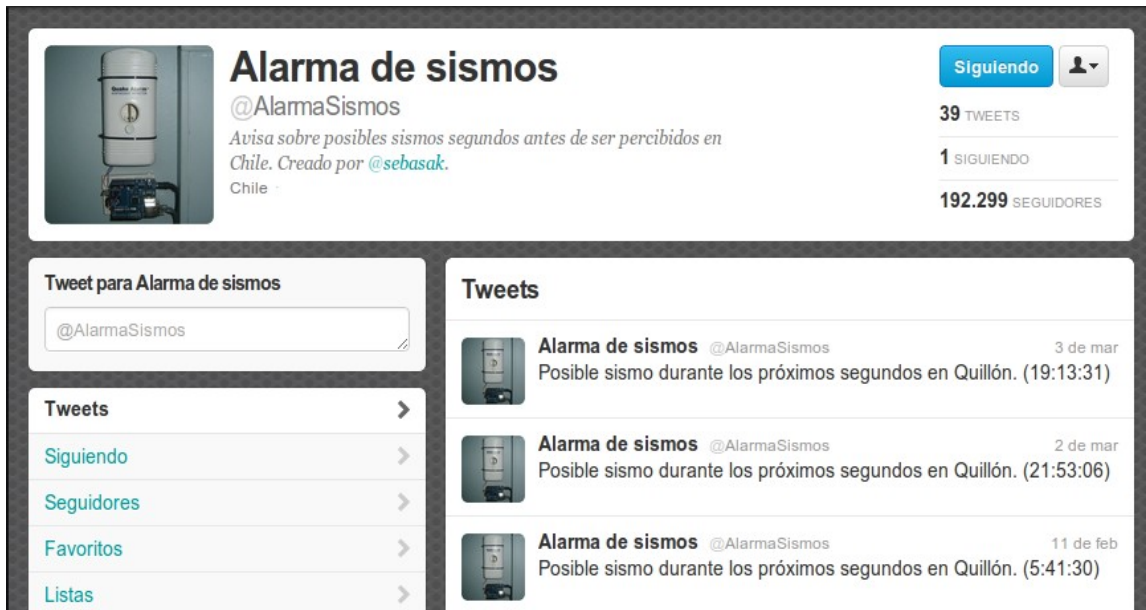 Alarma de sismos
@AlarmaSismos
Avisa sobre posibles sismos segundos antes de ser percibidos en
Chile. Creado por @sebasak.
Chile ·
Siguiendo
39 TWEETS
1 SIGUIENDO
192.299 SEGUIDORES
Tweet para Alarma de sismos
@AlarmaSismos
Tweets
Siguiendo
Seguidores
Favoritos
Listas
Tweets
Alarma de sismos @AlarmaSismos 3 de mar
Posible sismo durante los próximos segundos en Quillón. (19:13:31)
Alarma de sismos @AlarmaSismos 2 de mar
Posible sismo durante los próximos segundos en Quillón. (21:53:06)
Alarma de sismos @AlarmaSismos 11 de feb
Posible sismo durante los próximos segundos en Quillón. (5:41:30)